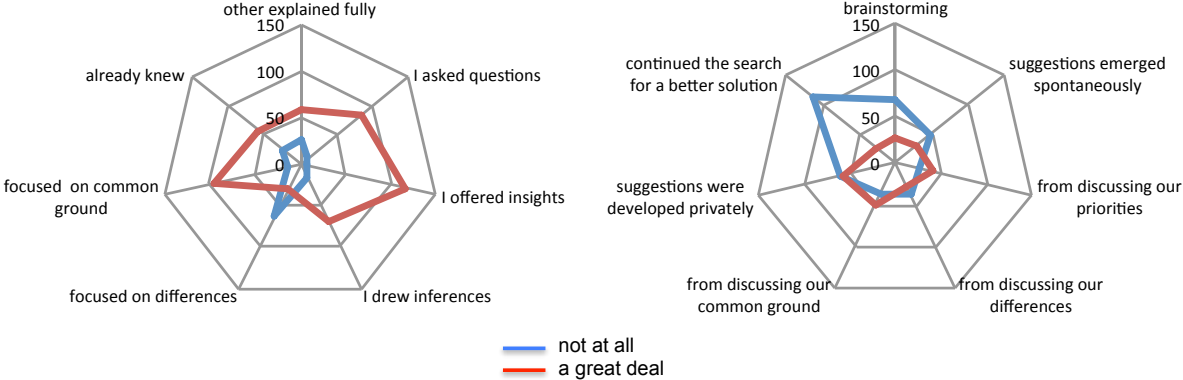 other explained fully
150
100
50
0
I asked questions
I offered insights
I drew inferences
focused on differences
focused on common
ground
already knew
brainstorming
150
100
50
0
suggestions emerged
spontaneously
from discussing our
priorities
from discussing our
differences
from discussing our
common ground
suggestions were
developed privately
continued the search
for a better solution
not at all
a great deal